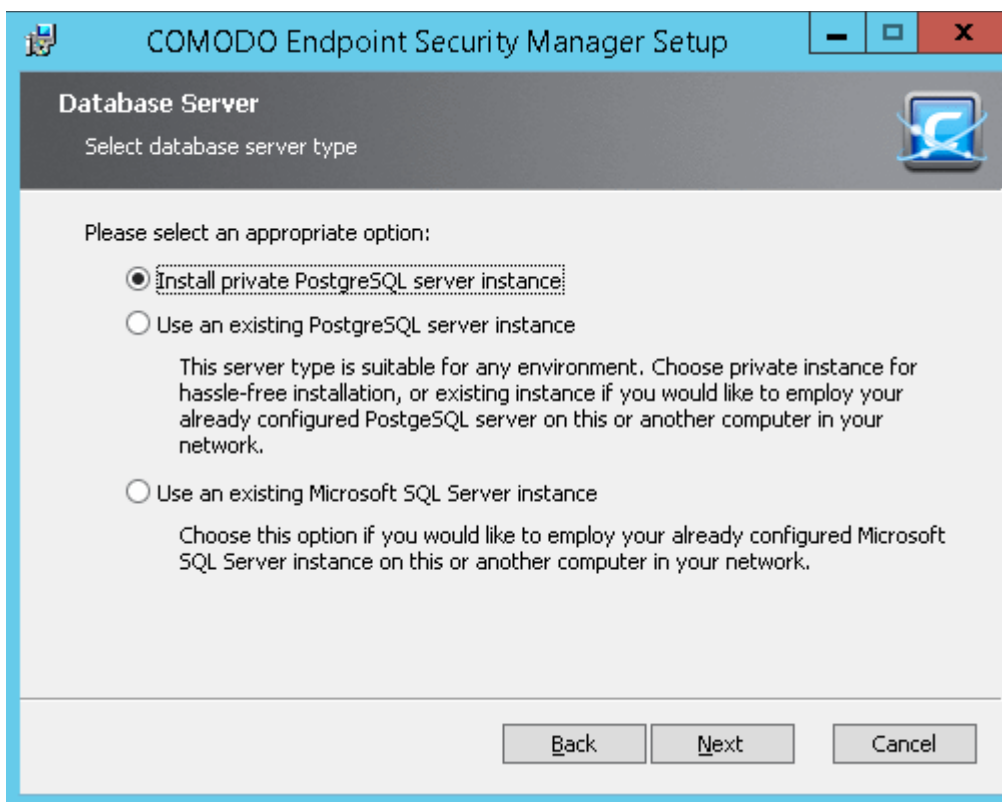 COMODO Endpoint Security Manager Setup
Database Server
Select database server type
Please select an appropriate option:
Install private PostgreSQL server instance
Use an existing PostgreSQL server instance
This server type is suitable for any environment. Choose private instance for
hassle-free installation, or existing instance if you would like to employ your
already configured PostgeSQL server on this or another computer in your
network.
Use an existing Microsoft SQL Server instance
Choose this option if you would like to employ your already configured Microsoft
SQL Server instance on this or another computer in your network.
Back Next Cancel